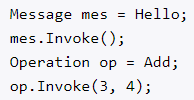 Message mes = Hello;
mes.Invoke();
Operation op = Add;
op.Invoke(3, 4);